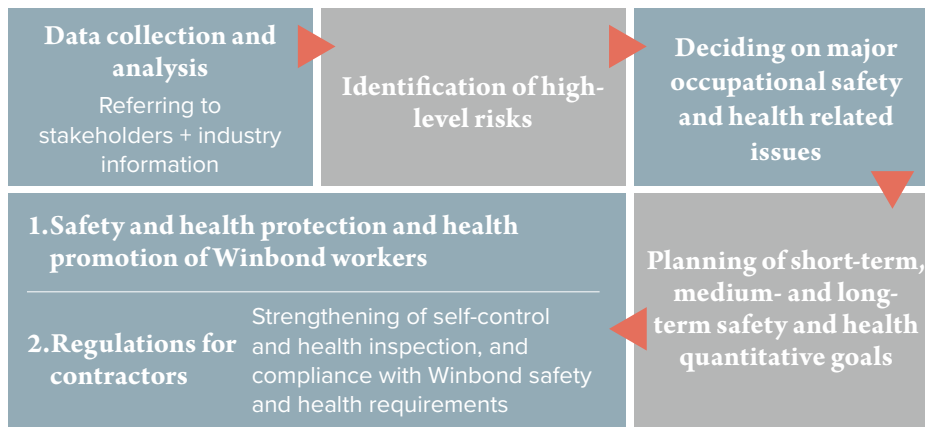 Data collection and
analysis
Referring to
stakeholders + industry
information
Identification of high-
level risks
Deciding on major
occupational safety
and health related
issues
Planning of short-term,
medium- and long-
term safety and health
quantitative goals
1.Safety and health protection and health
promotion of Winbond workers
2.Regulations for
contractors
Strengthening of self-control
and health inspection, and
compliance with Winbond safety
and health requirements